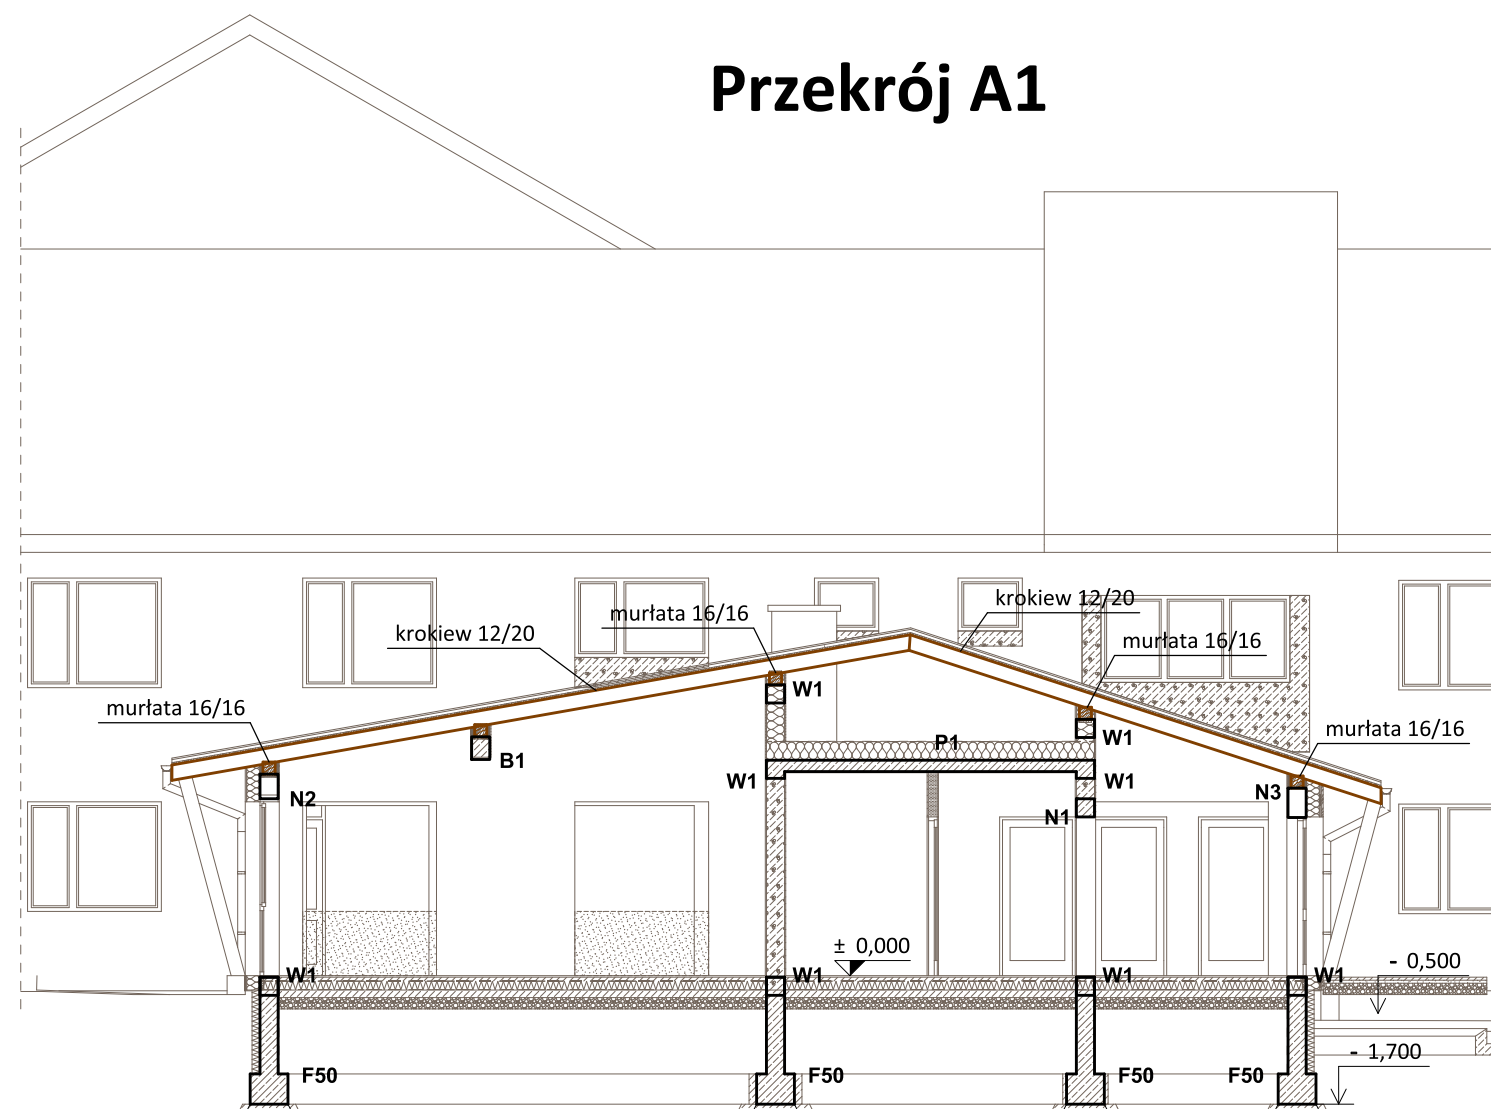 Przekrój A1
krokiew 12/20
murłata 16/16
krokiew 12/20
murłata 16/16
murłata 16/16
W1
murłata 16/16
W1
P1
B1
W1
W1
N2
N3
N1
± 0,000
- 0,500
W1
W1
W1
W1
- 1,700
F50
F50
F50
F50